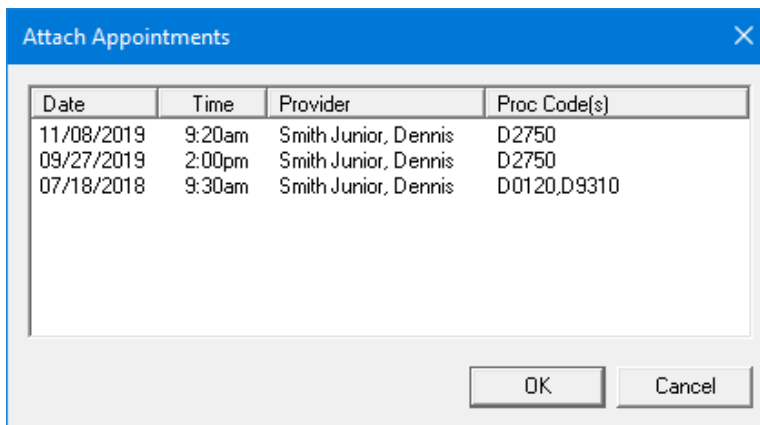 Attach Appointments
Date Time Provider Proc Code(s)
11/08/2019 9:20am Smith Junior, Dennis D2750
09/27/2019 2:00pm Smith Junior, Dennis D2750
07/18/2018 9:30am Smith Junior, Dennis D0120,D9310
OK Cancel